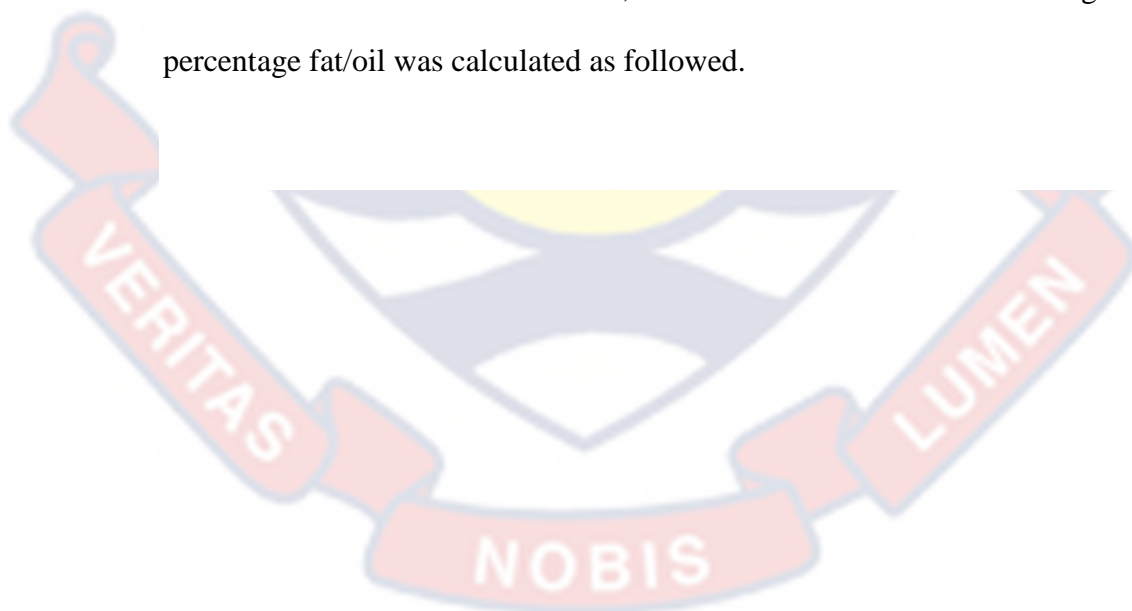 percentage fat/oil was calculated as followed.
VERITAS
NOBIS
LUMEN